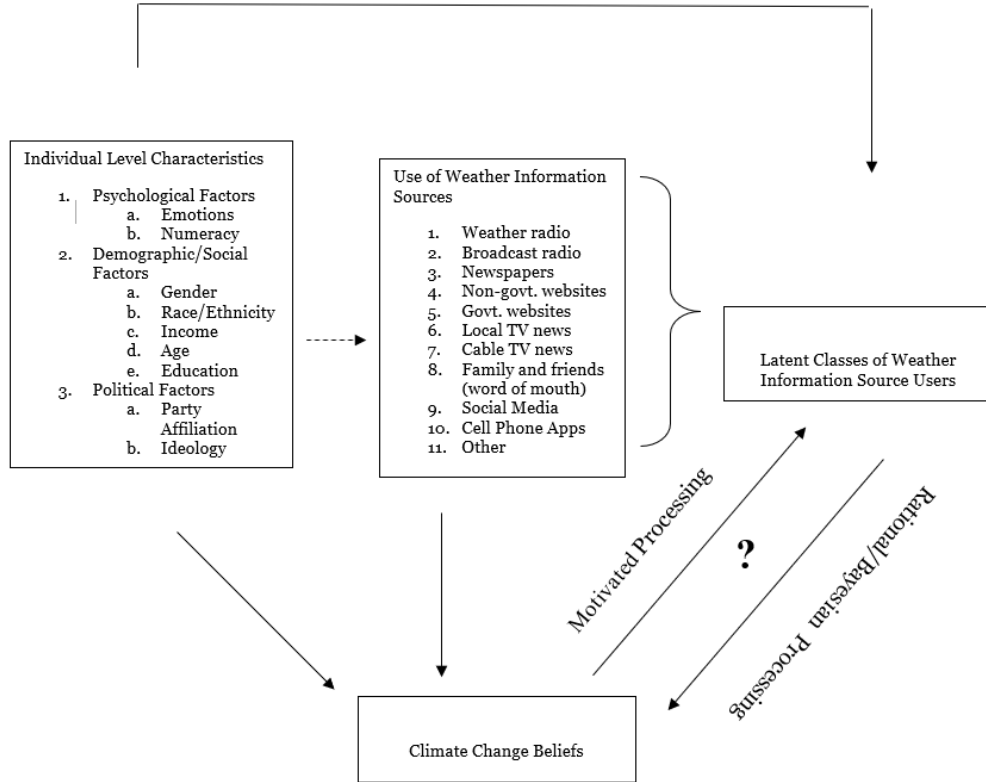 Individual Level Characteristics
1. Psychological Factors
a. Emotions
b. Numeracy
2. Demographic/Social
Factors
a. Gender
b. Race/Ethnicity
c. Income
d. Age
e. Education
3. Political Factors
a. Party
Affiliation
b. Ideology
Use of Weather Information
Sources
1. Weather radio
2. Broadcast radio
3. Newspapers
4. Non-govt. websites
5. Govt. websites
6. Local TV news
7. Cable TV news
8. Family and friends
(word of mouth)
9. Social Media
10. Cell Phone Apps
11. Other
Latent Classes of Weather
Information Source Users
Motivated Processing
?
Rational/Bayesian Processing
Climate Change Beliefs